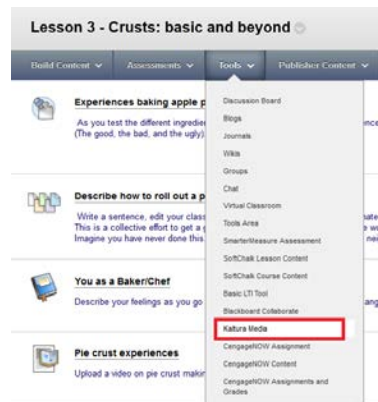 Lesson 3 - Crusts: basic and beyond
Build Content
Assessments
Tools
Publisher Content
Experiences baking apple p
As you test the different ingredie
(The good, the bad, and the ugly)
Describe how to roll out a p
Write a sentence, edit your class
This is a collective effort to get a g
Imagine you have never done this
You as a Baker/Chef
Describe your feelings as you go
Pie crust experiences
Upload a video on pie crust makin
Discussion Board
Blogs
Journals
Wikis
Groups
Chat
Virtual Classroom
Tools Area
SmarterMeasure Assessment
SoftChalk Lesson Content
SoftChalk Course Content
Basic LTI Tool
Blackboard Collaborate
Kaltura Media
CengageNOW Assignment
CengageNOW Content
CengageNOW Assignments and
Grades